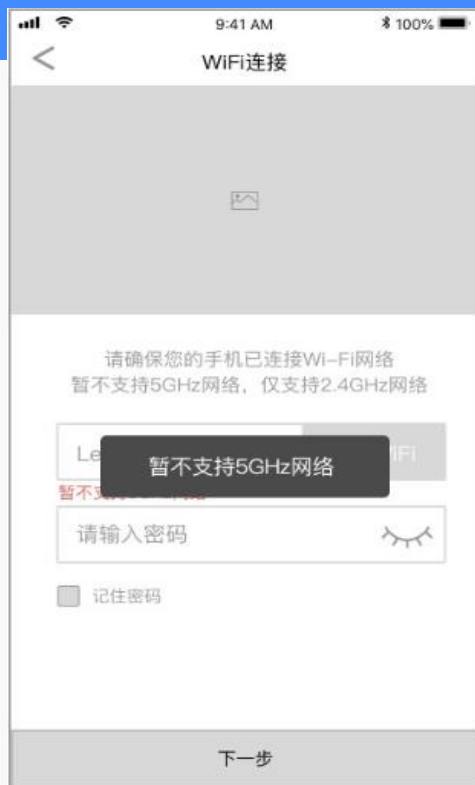 9:41 AM
100%
WiFi连接
请确保您的手机已连接Wi-Fi网络
暂不支持5GHz网络，仅支持2.4GHz网络
Le
暂不支持5GHz网络
暂不
请输入密码
记住密码
下一步